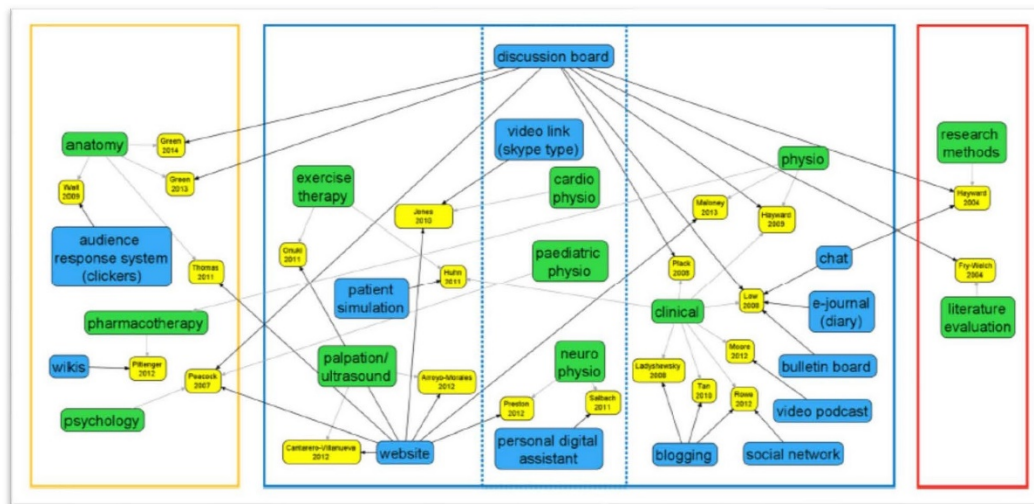 discussion board
anatomy
Green
2014
Green
2013
Well
2009
audience
response system
(clickers)
Thomas
2011
pharmacotherapy
wikis
Pittenger
2012
Peacock
2007
psychology
exercise
therapy
video link
(skype type)
cardio
physio
Jones
2010
Onuki
2011
paediatric
physio
Huhn
2011
patient
simulation
palpation/
ultrasound
Arroyo-Morales
2012
neuro
physio
Preston
2012
Salbach
2011
Cantarero-Villanueva
2012
website
personal digital
assistant
physio
Maloney
2013
Hayward
2009
Plack
2008
chat
Low
2008
clinical
e-journal
(diary)
Moore
2012
bulletin board
Ladyshewsky
2008
Tan
2010
Rowe
2012
video podcast
blogging
social network
research
methods
Hayward
2004
Fry-Welch
2004
literature
evaluation